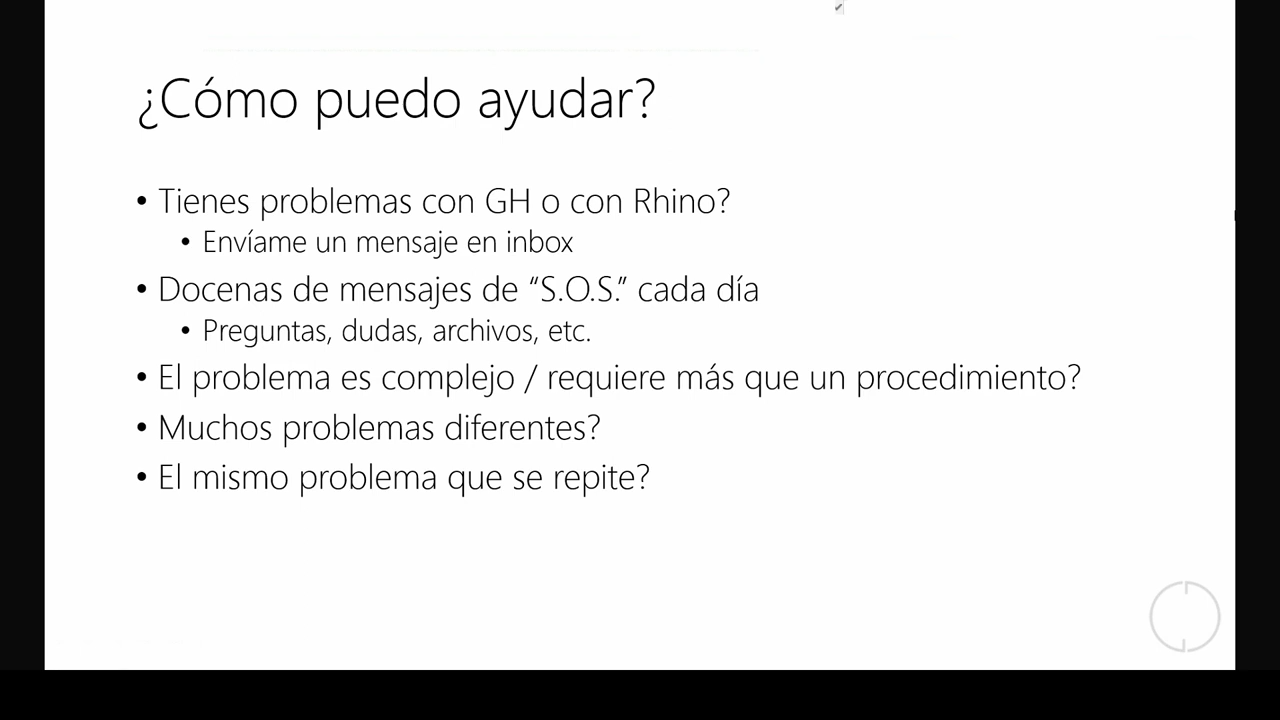 ¿Cómo puedo ayudar?
• Tienes problemas con GH o con Rhino?
• Envíame un mensaje en inbox
• Docenas de mensajes de “S.O.S.” cada día
• Preguntas, dudas, archivos, etc.
• El problema es complejo / requiere más que un procedimiento?
• Muchos problemas diferentes?
• El mismo problema que se repite?